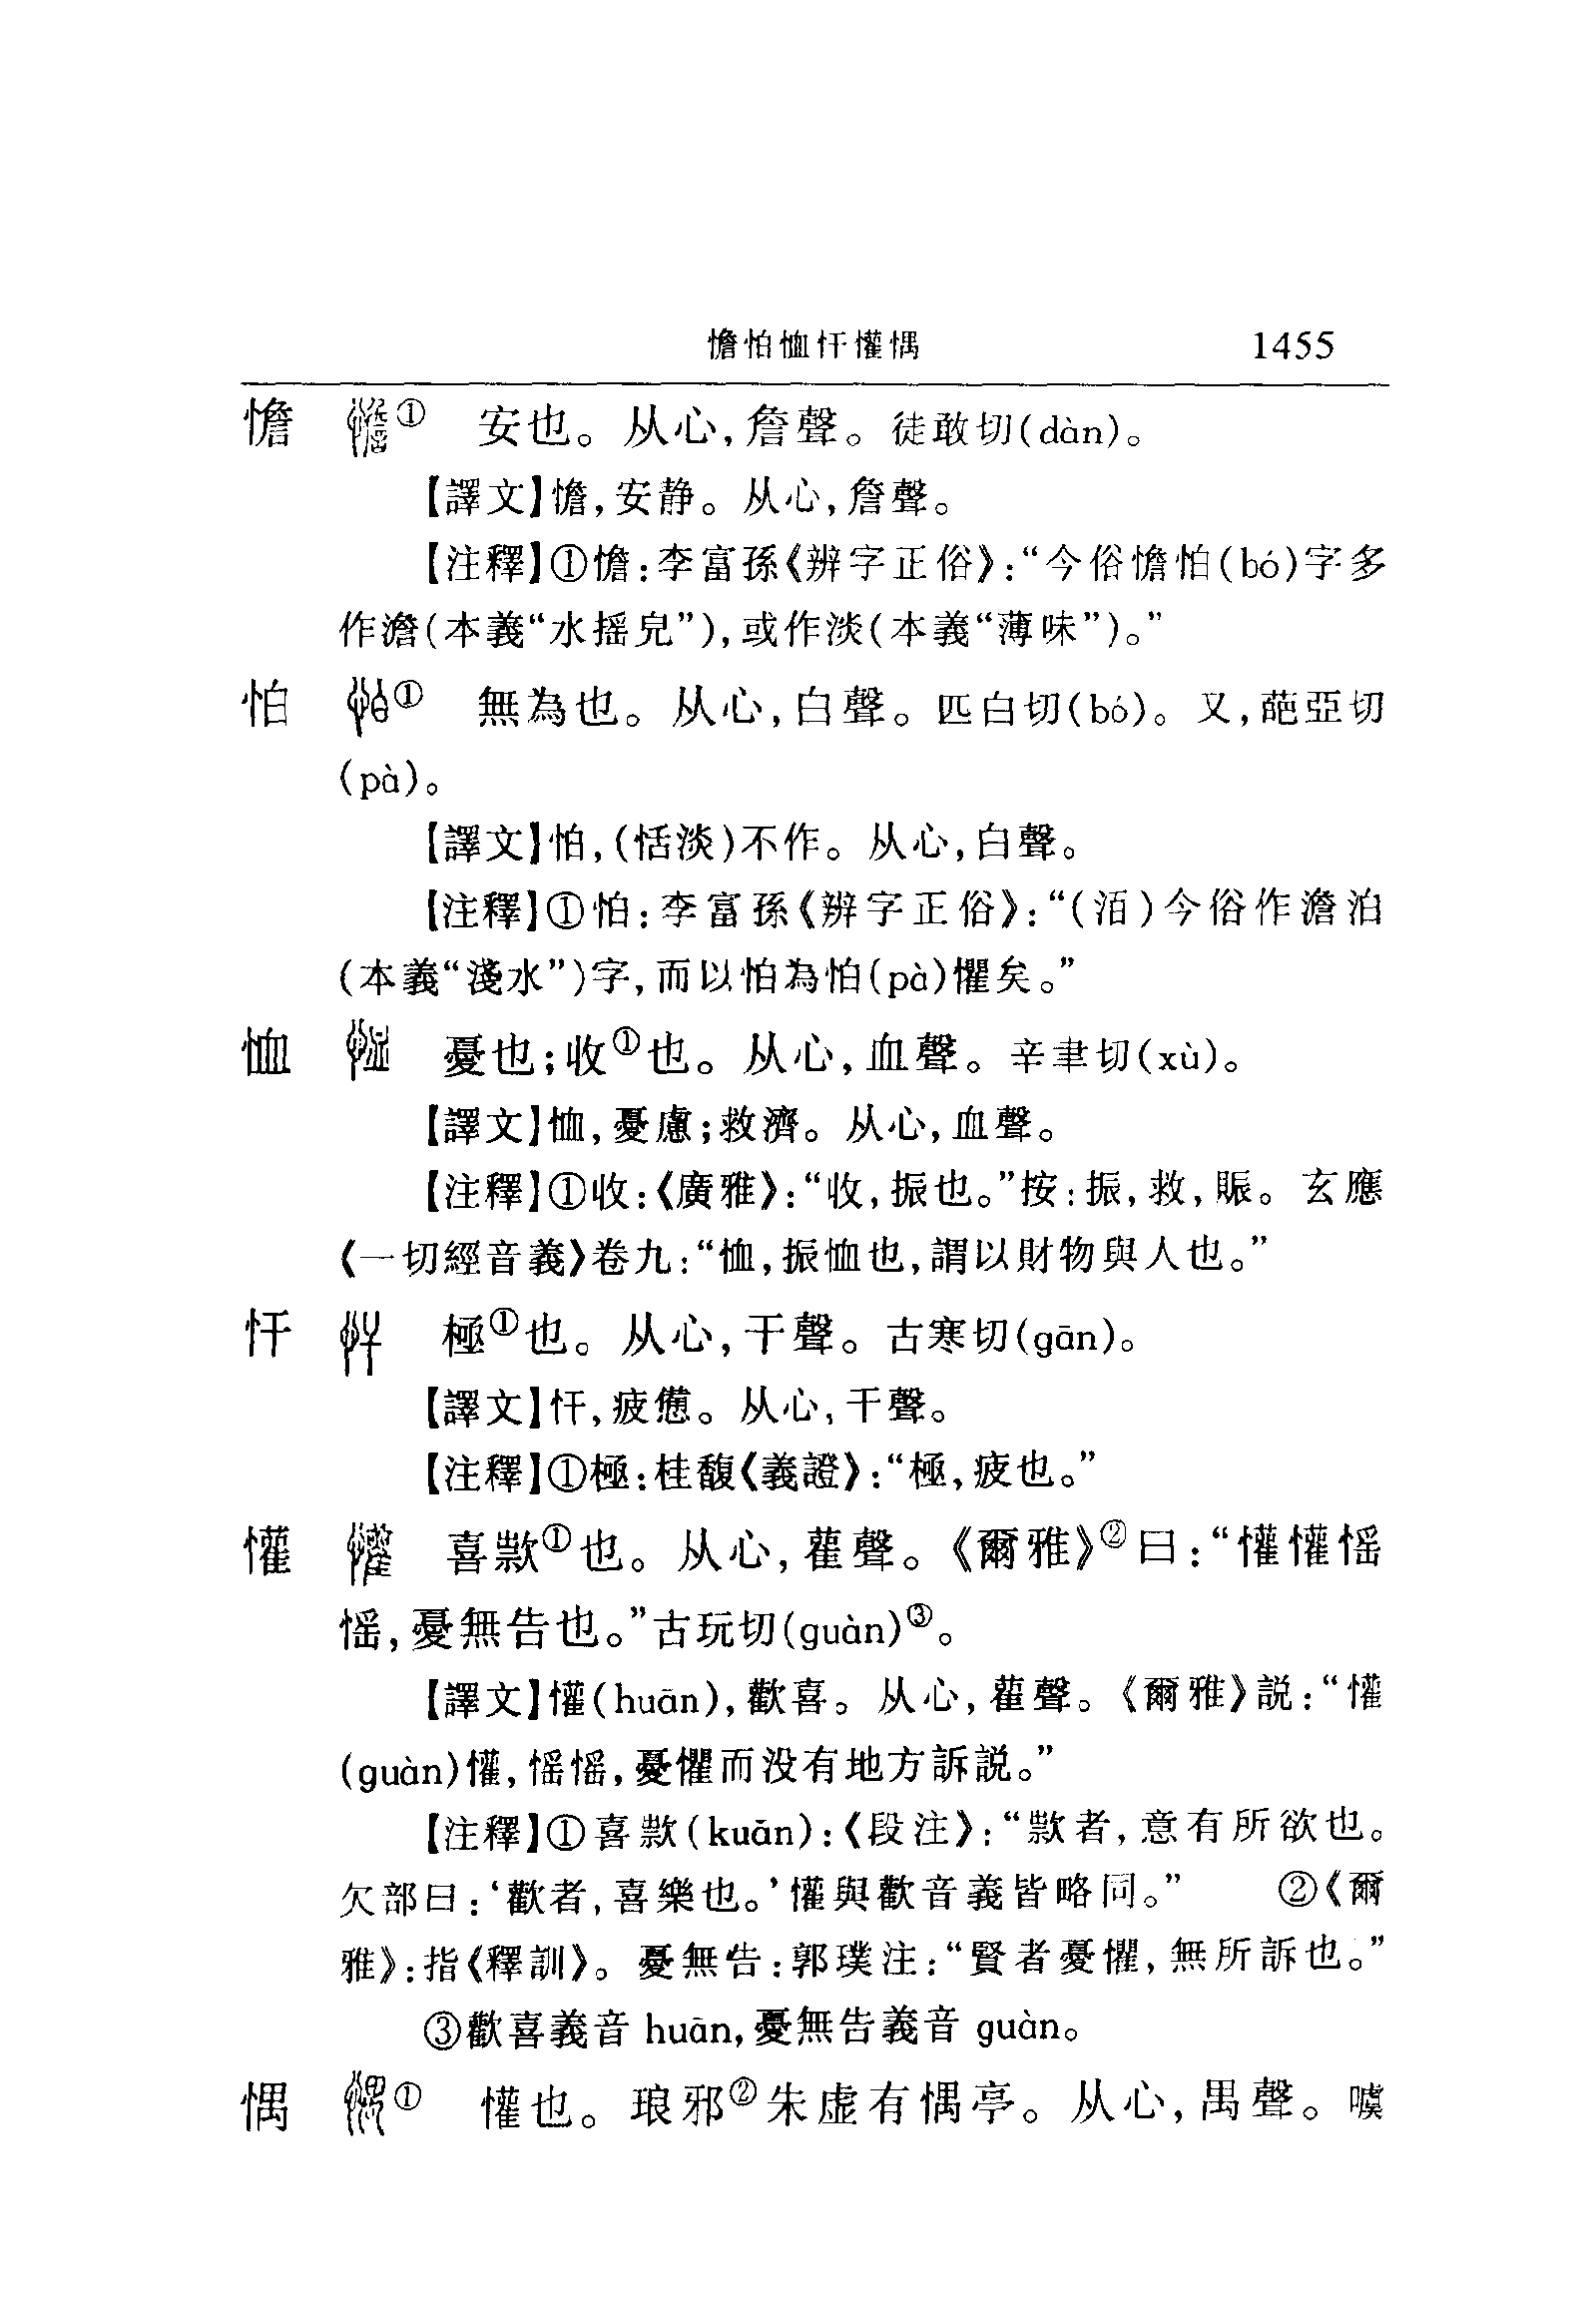 憺怕恤忓懽㥥 1455
憺 ① 安也。从心,詹聲。徒敢切(dàn)。
【譯文】憺,安静。从心,詹聲。
【注釋】①憺:李富孫《辨字正俗》:“今俗憺怕(bó)字多
作澹(本義“水摇皃”),或作淡(本義“薄味”)。”
怕 ① 無為也。从心,白聲。匹白切(bó)。又,葩亞切
(pà)。
【譯文】怕,(恬淡)不作。从心,白聲。
【注釋】①怕:李富孫《辨字正俗》:“(洦)今俗作澹泊
(本義“淺水”)字,而以怕為怕(pà)懼矣。”
恤 憂也;收①也。从心,血聲。辛聿切(xù)。
【譯文】恤,憂慮;救濟。从心,血聲。
【注釋】①收:《廣雅》:“收,振也。”按:振,救,賑。玄應
《一切經音義》卷九:“恤,振恤也,謂以財物與人也。”
忓 極①也。从心,干聲。古寒切(gān)。
【譯文】忓,疲憊。从心,干聲。
【注釋】①極:桂馥《義證》:“極,疲也。”
懽 喜歀①也。从心,雚聲。《爾雅》②曰:“懽懽愮
愮,憂無告也。”古玩切(guàn)③。
【譯文】懽(huān),歡喜。从心,雚聲。《爾雅》説:“懽
(guàn)懽,愮愮,憂懼而没有地方訴説。”
【注釋】①喜歀(kuǎn):《段注》:“歀者,意有所欲也。
欠部曰:‘歡者,喜樂也。’懽與歡音義皆略同。” ②《爾
雅》:指《釋訓》。憂無告:郭璞注:“賢者憂懼,無所訴也。”
③歡喜義音 huān,憂無告義音 guàn。
㥥 ① 懽也。琅邪②朱虚有㥥亭。从心,禺聲。噳